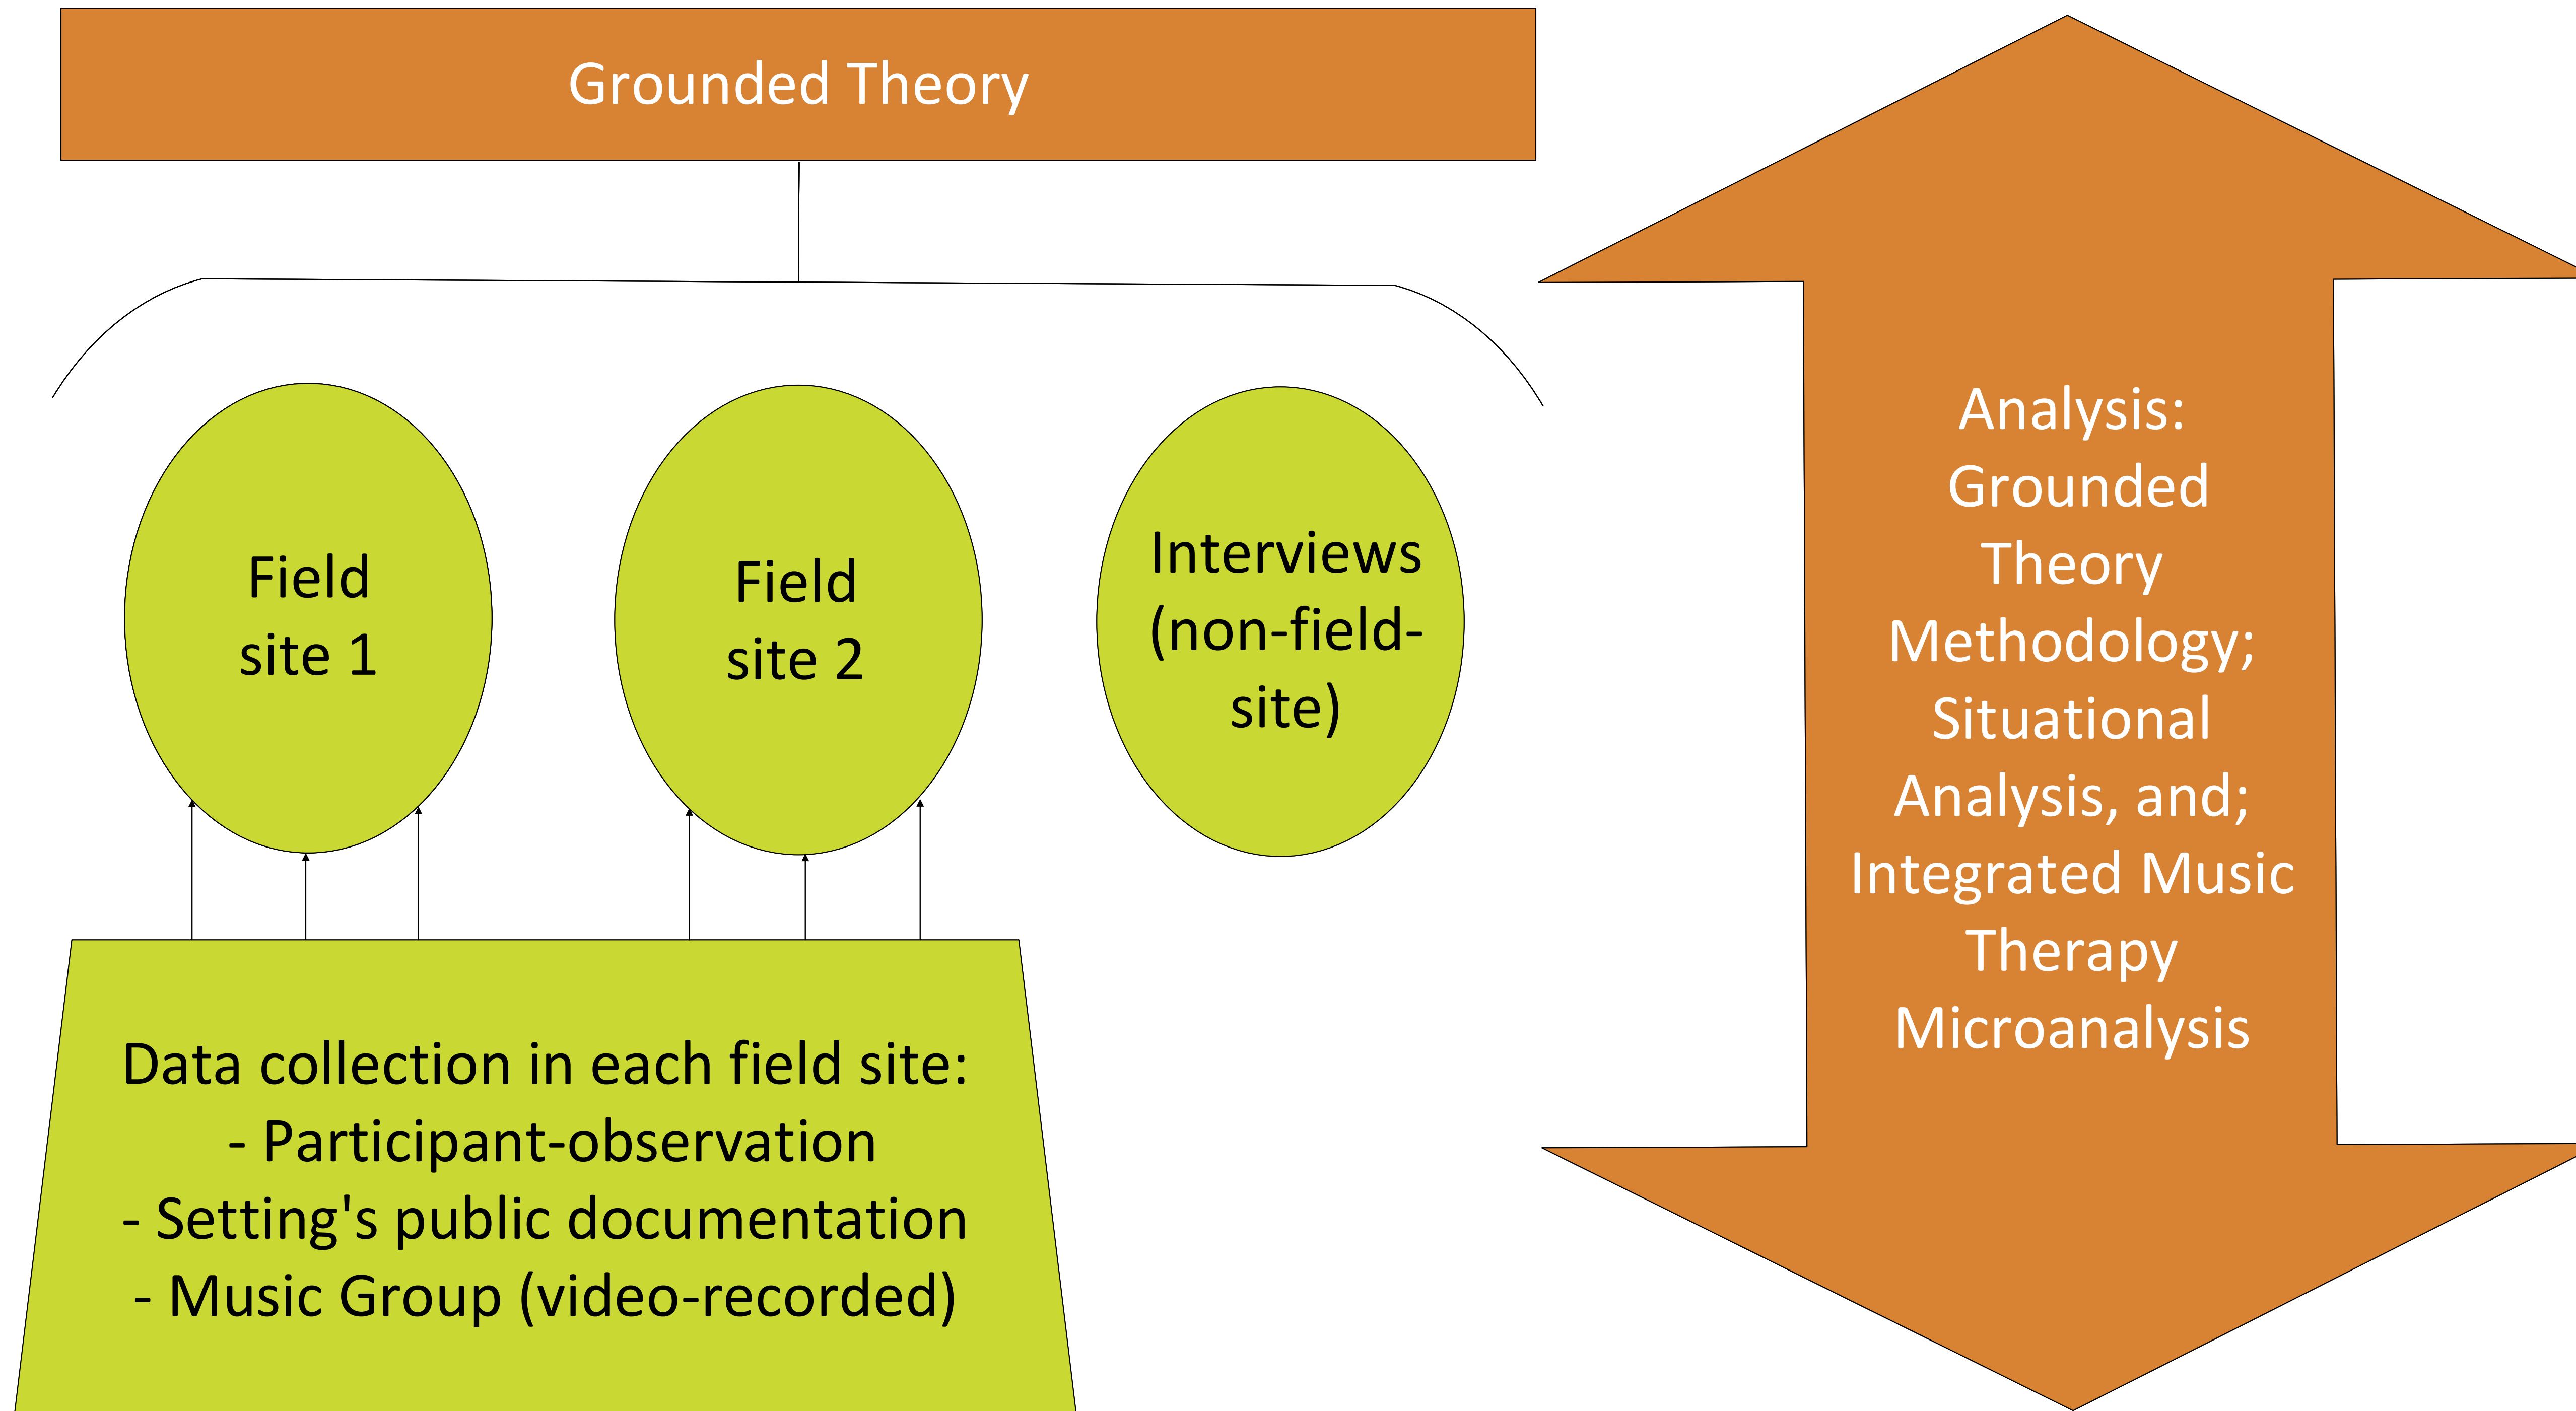 Grounded Theory
Field
site 1
Field
site 2
Interviews
(non-field-
site)
Data collection in each field site:
- Participant-observation
- Setting's public documentation
- Music Group (video-recorded)
Analysis:
Grounded
Theory
Methodology;
Situational
Analysis, and;
Integrated Music
Therapy
Microanalysis